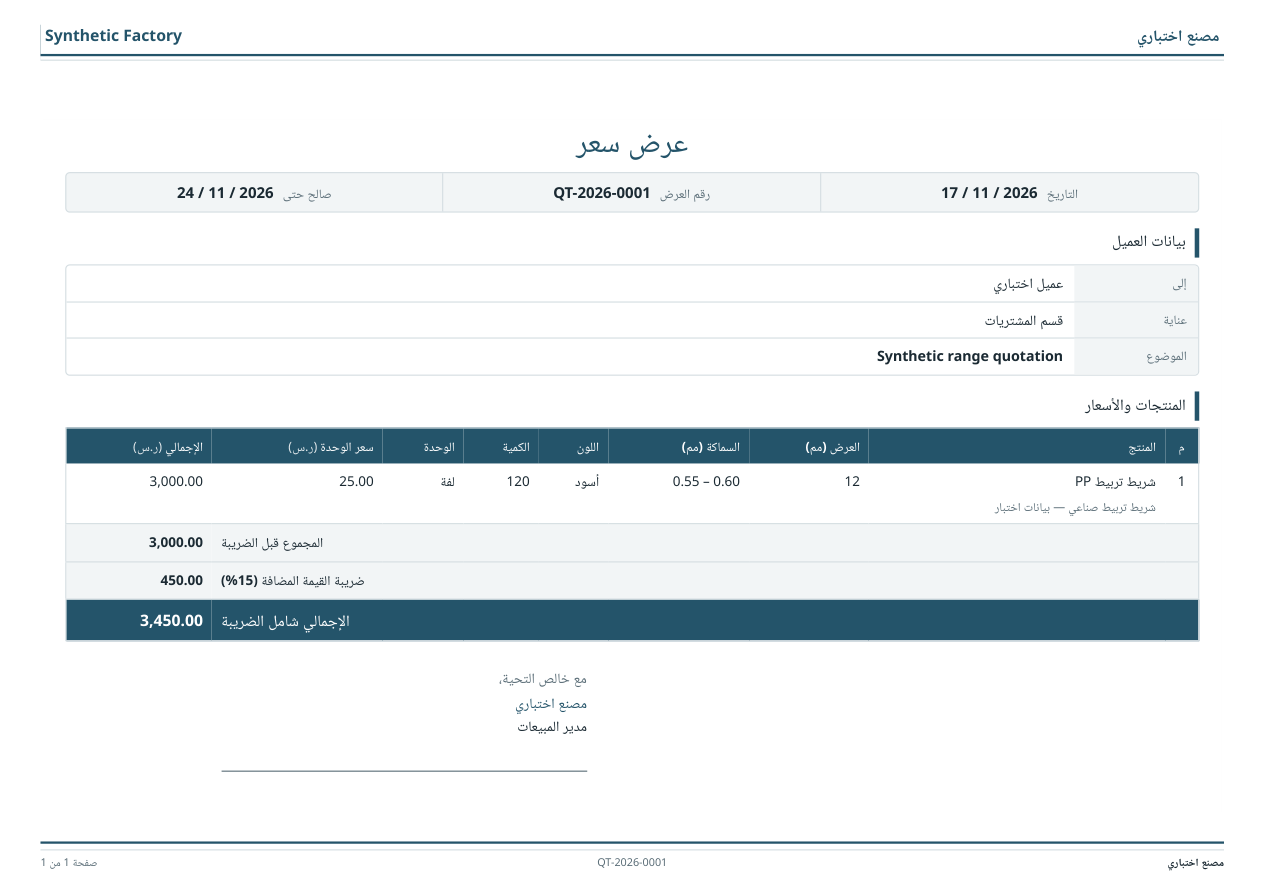 مصنع اختباري Synthetic Factory
عرض سعر
التاريخ 17 / 11 / 2026 رقم العرض QT-2026-0001 صالح حتى 24 / 11 / 2026
بيانات العميل
إلى عميل اختباري
عناية قسم المشتريات
الموضوع Synthetic range quotation
المنتجات والأسعار
م المنتج العرض (مم) السماكة (مم) اللون الكمية الوحدة سعر الوحدة (ر.س) الإجمالي (ر.س)
1 شريط تربيط PP 12 0.55 – 0.60 أسود 120 لفة 25.00 3,000.00
شريط تربيط صناعي — بيانات اختبار
المجموع قبل الضريبة 3,000.00
ضريبة القيمة المضافة (15%) 450.00
الإجمالي شامل الضريبة 3,450.00
مع خالص التحية،
مصنع اختباري
مدير المبيعات
مصنع اختباري QT-2026-0001 صفحة 1 من 1